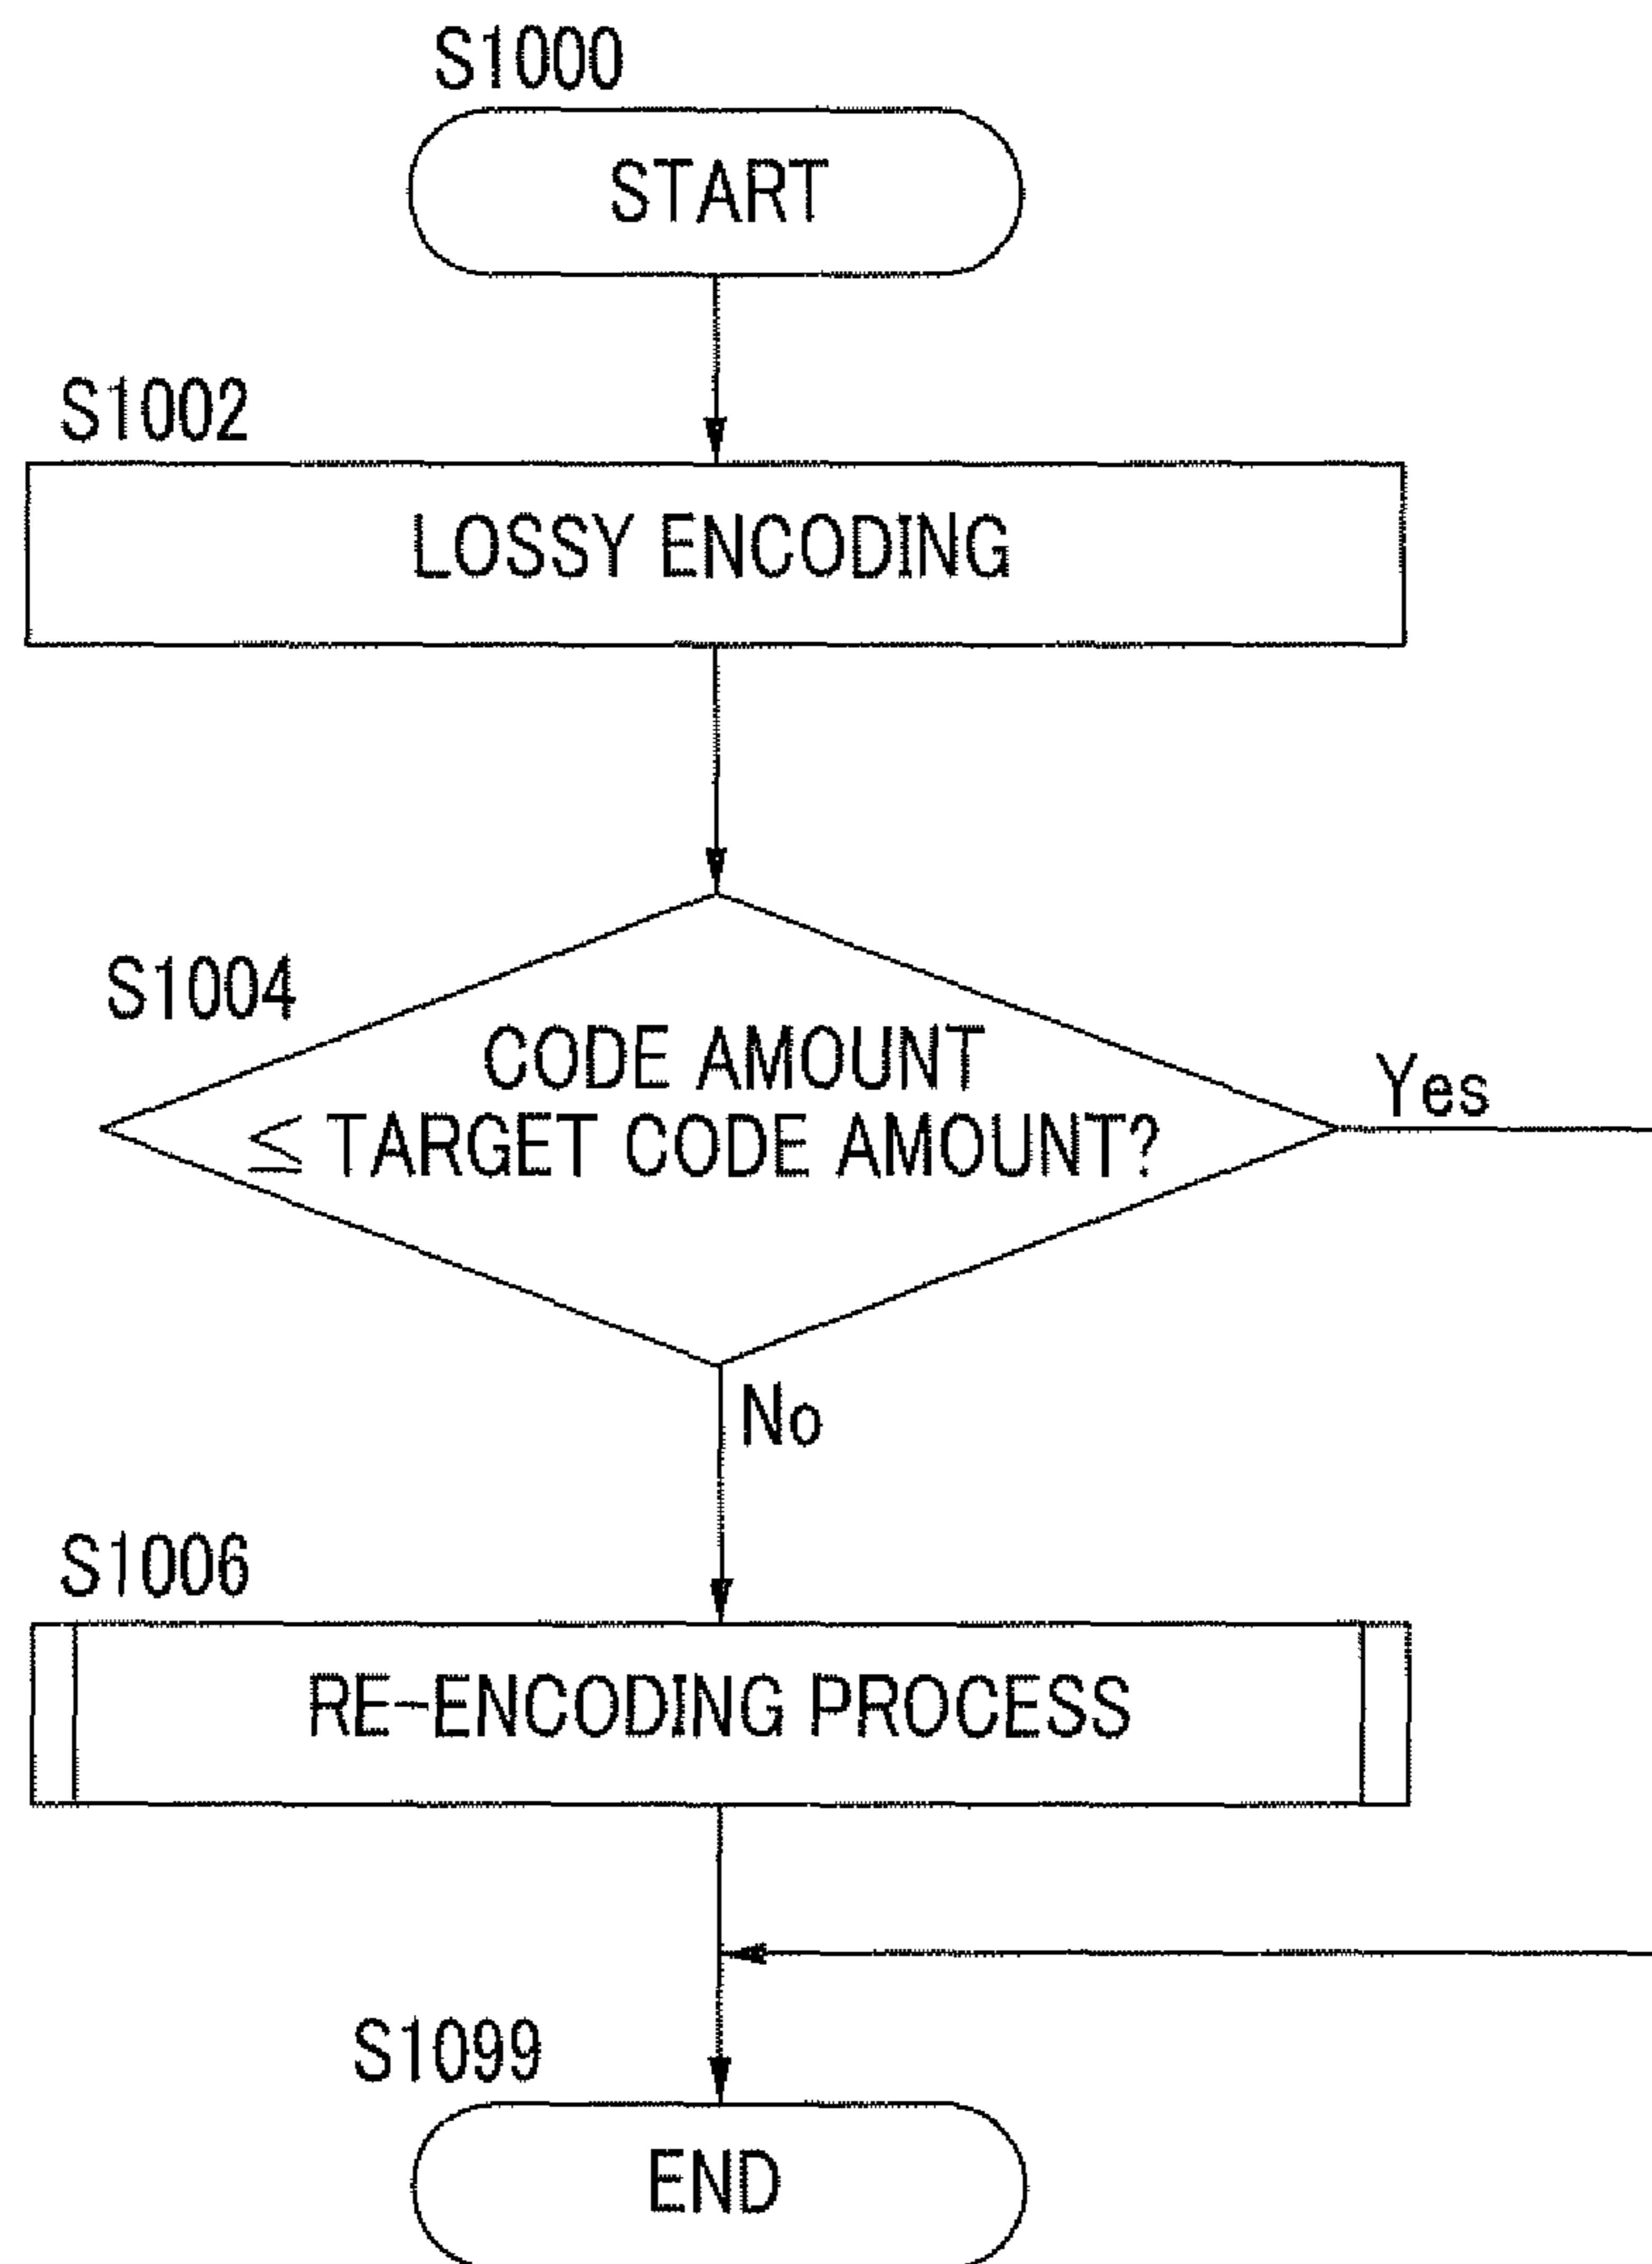 S1000
START
S1002
LOSSY ENCODING
S1004
CODE AMOUNT
≤ TARGET CODE AMOUNT?
Yes
No
S1006
RE-ENCODING PROCESS
S1099
END